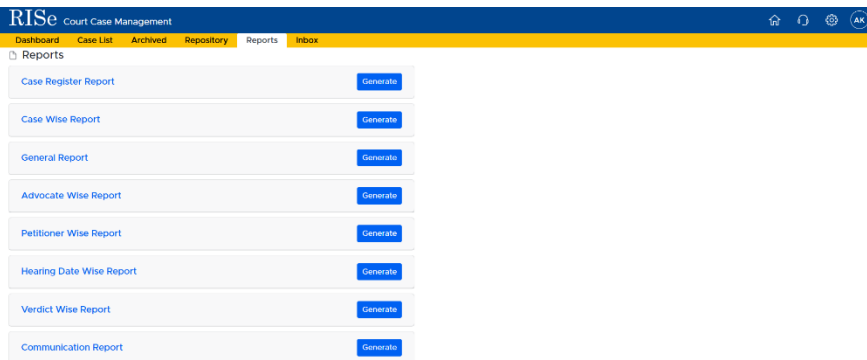 RISe Court Case Management
AK
Dashboard Case List Archived Repository Reports Inbox
Reports
Case Register Report Generate
Case Wise Report Generate
General Report Generate
Advocate Wise Report Generate
Petitioner Wise Report Generate
Hearing Date Wise Report Generate
Verdict Wise Report Generate
Communication Report Generate